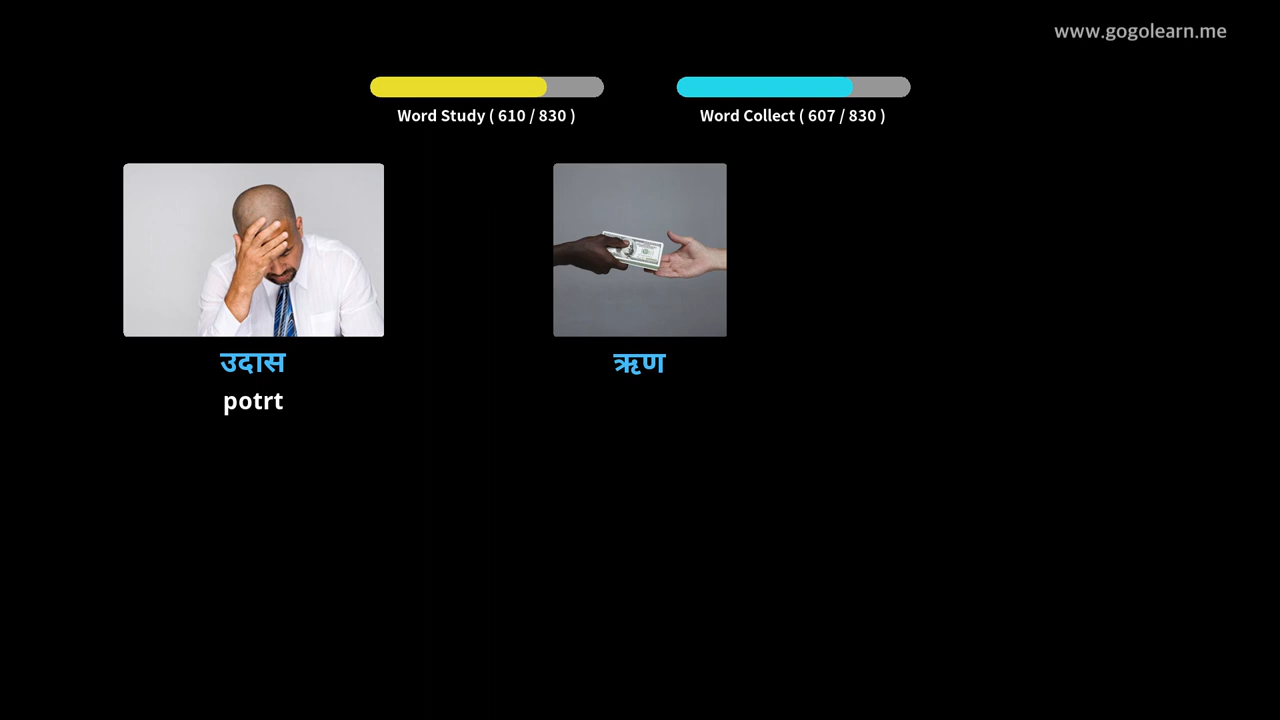 www.gogolearn.me
Word Study ( 610 / 830 )
Word Collect ( 607 / 830 )
उदास
potrt
ऋण